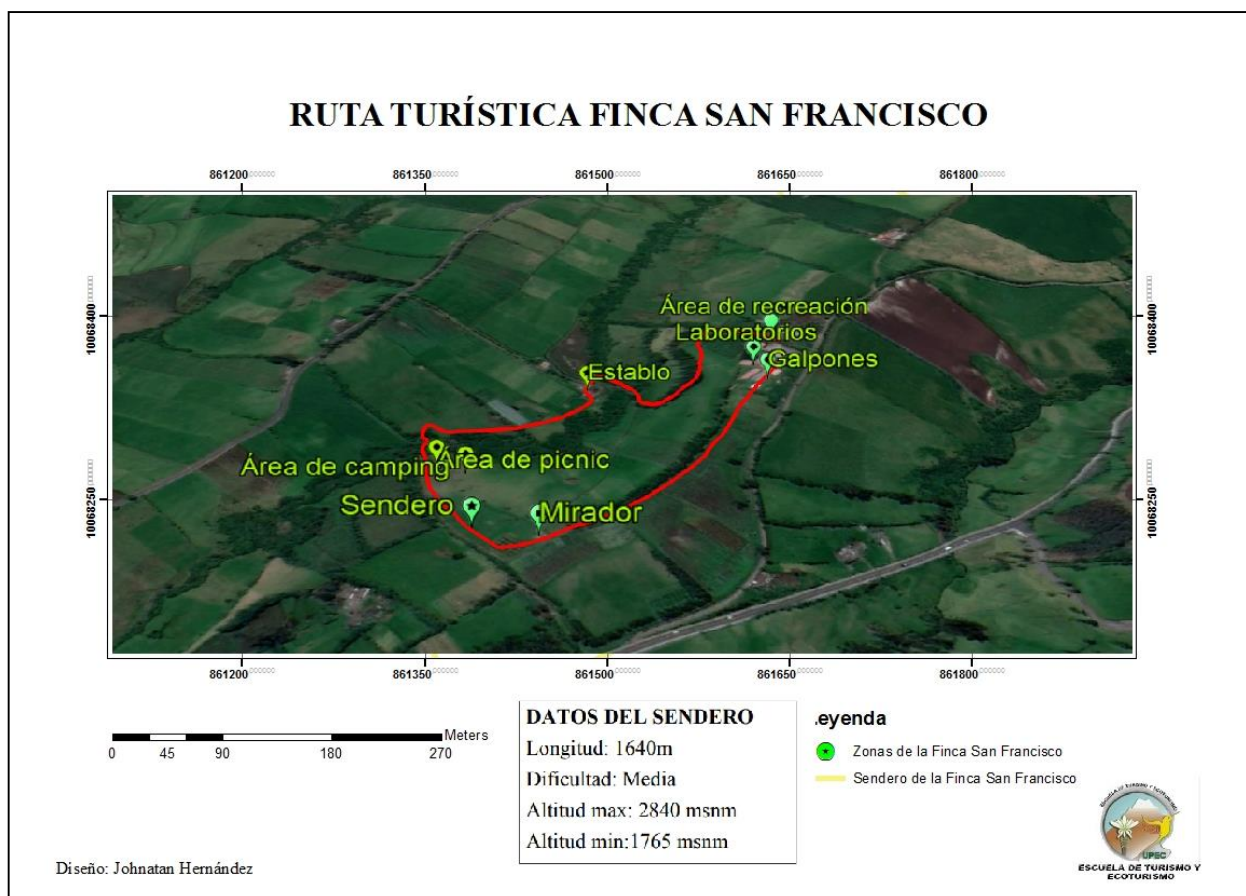 RUTA TURÍSTICA FINCA SAN FRANCISCO
861200 861350 861500 861650 861800
10068400
10068400
Área de recreación
Laboratorios
Galpones
Establo
Área de camping
Área de picnic
Sendero
Mirador
10068250
10068250
861200 861350 861500 861650 861800
Meters
0 45 90 180 270
DATOS DEL SENDERO
Longitud: 1640m
Dificultad: Media
Altitud max: 2840 msnm
Altitud min:1765 msnm
.eyenda
Zonas de la Finca San Francisco
Sendero de la Finca San Francisco
UPEC
ESCUELA DE TURISMO Y
ECOTURISMO
Diseño: Johnatan Hernández